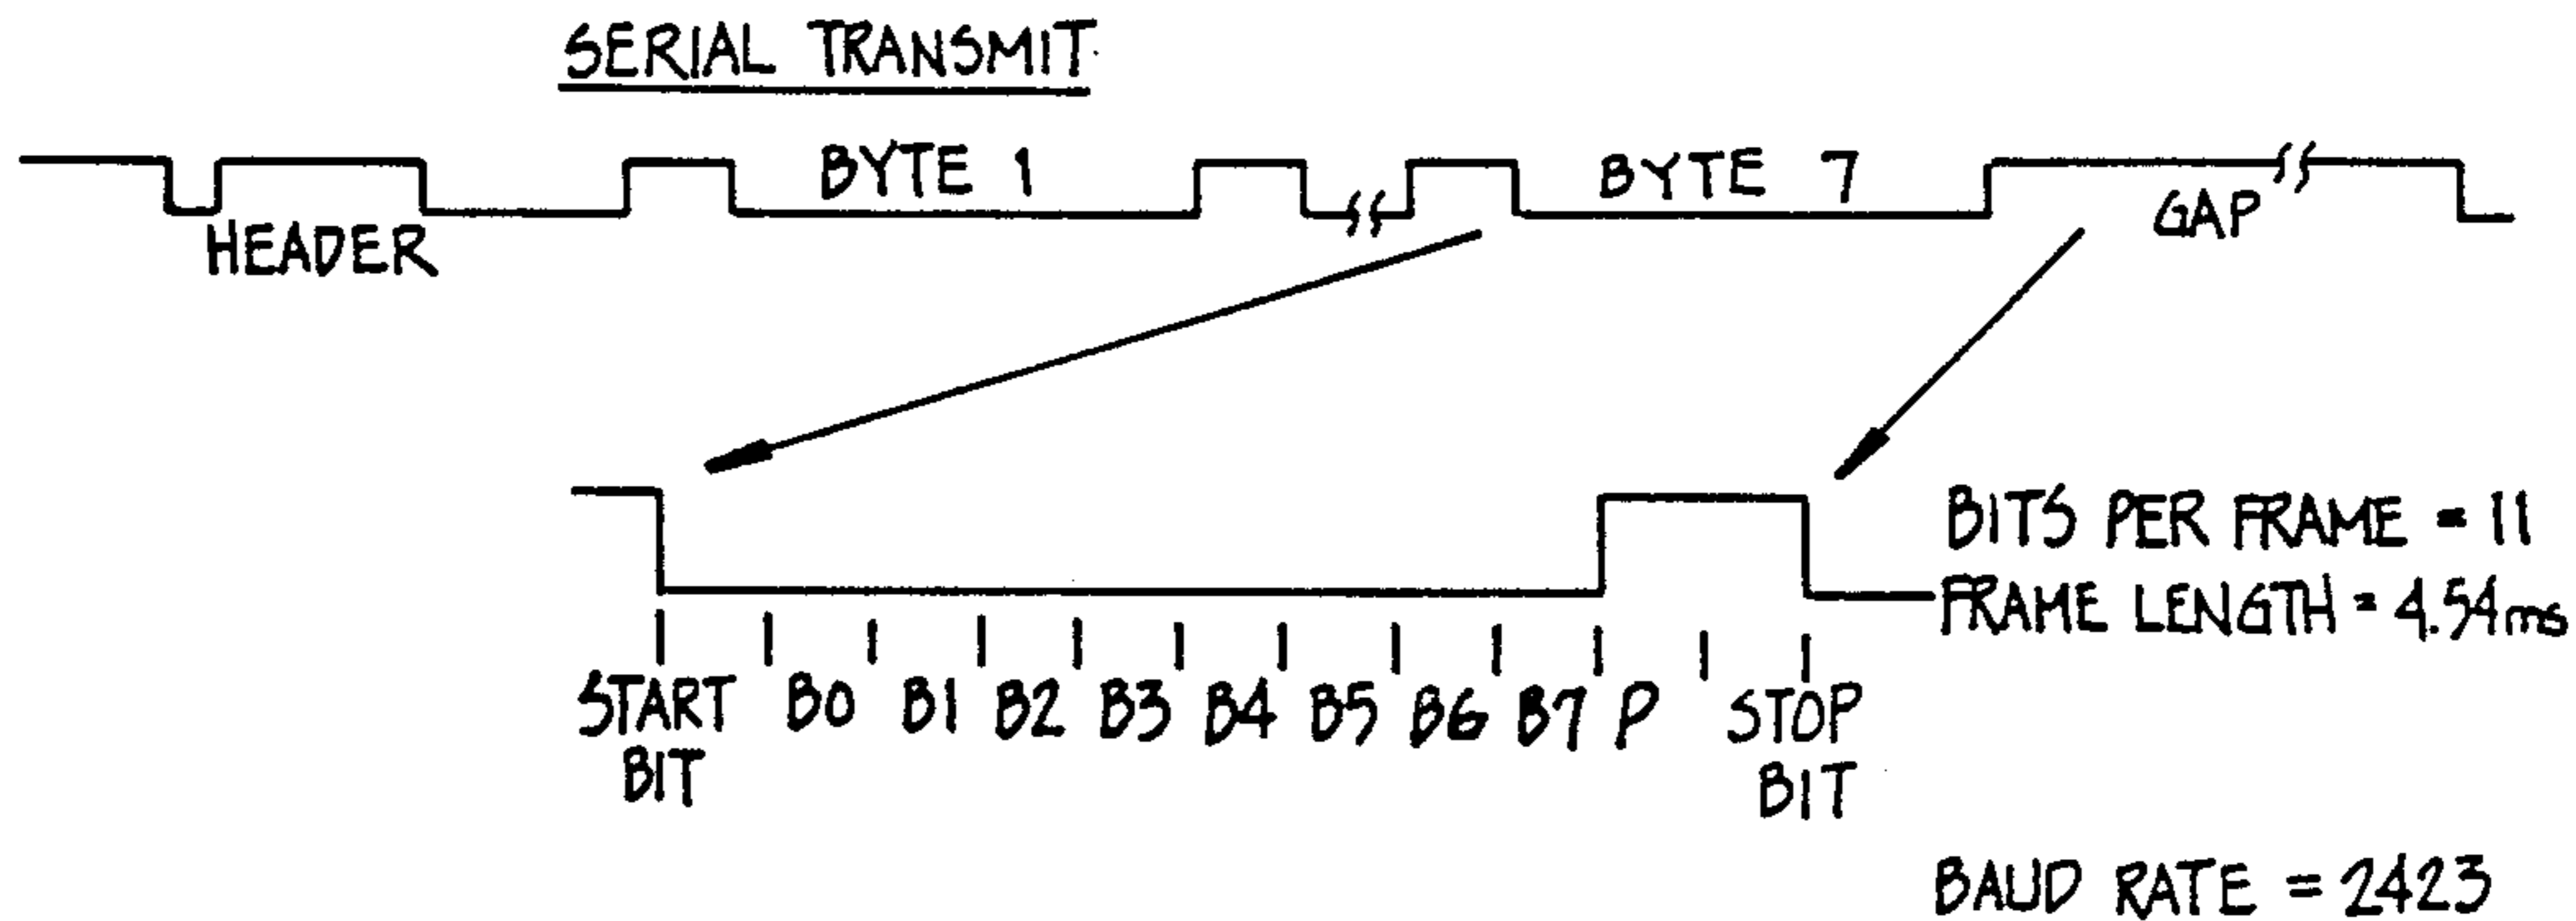 SERIAL TRANSMIT
BYTE 1
BYTE 7
HEADER
GAP
BITS PER FRAME = 11
FRAME LENGTH = 4.54ms
START BIT
B0 B1 B2 B3 B4 B5 B6 B7 P
STOP BIT
BAUD RATE = 2423